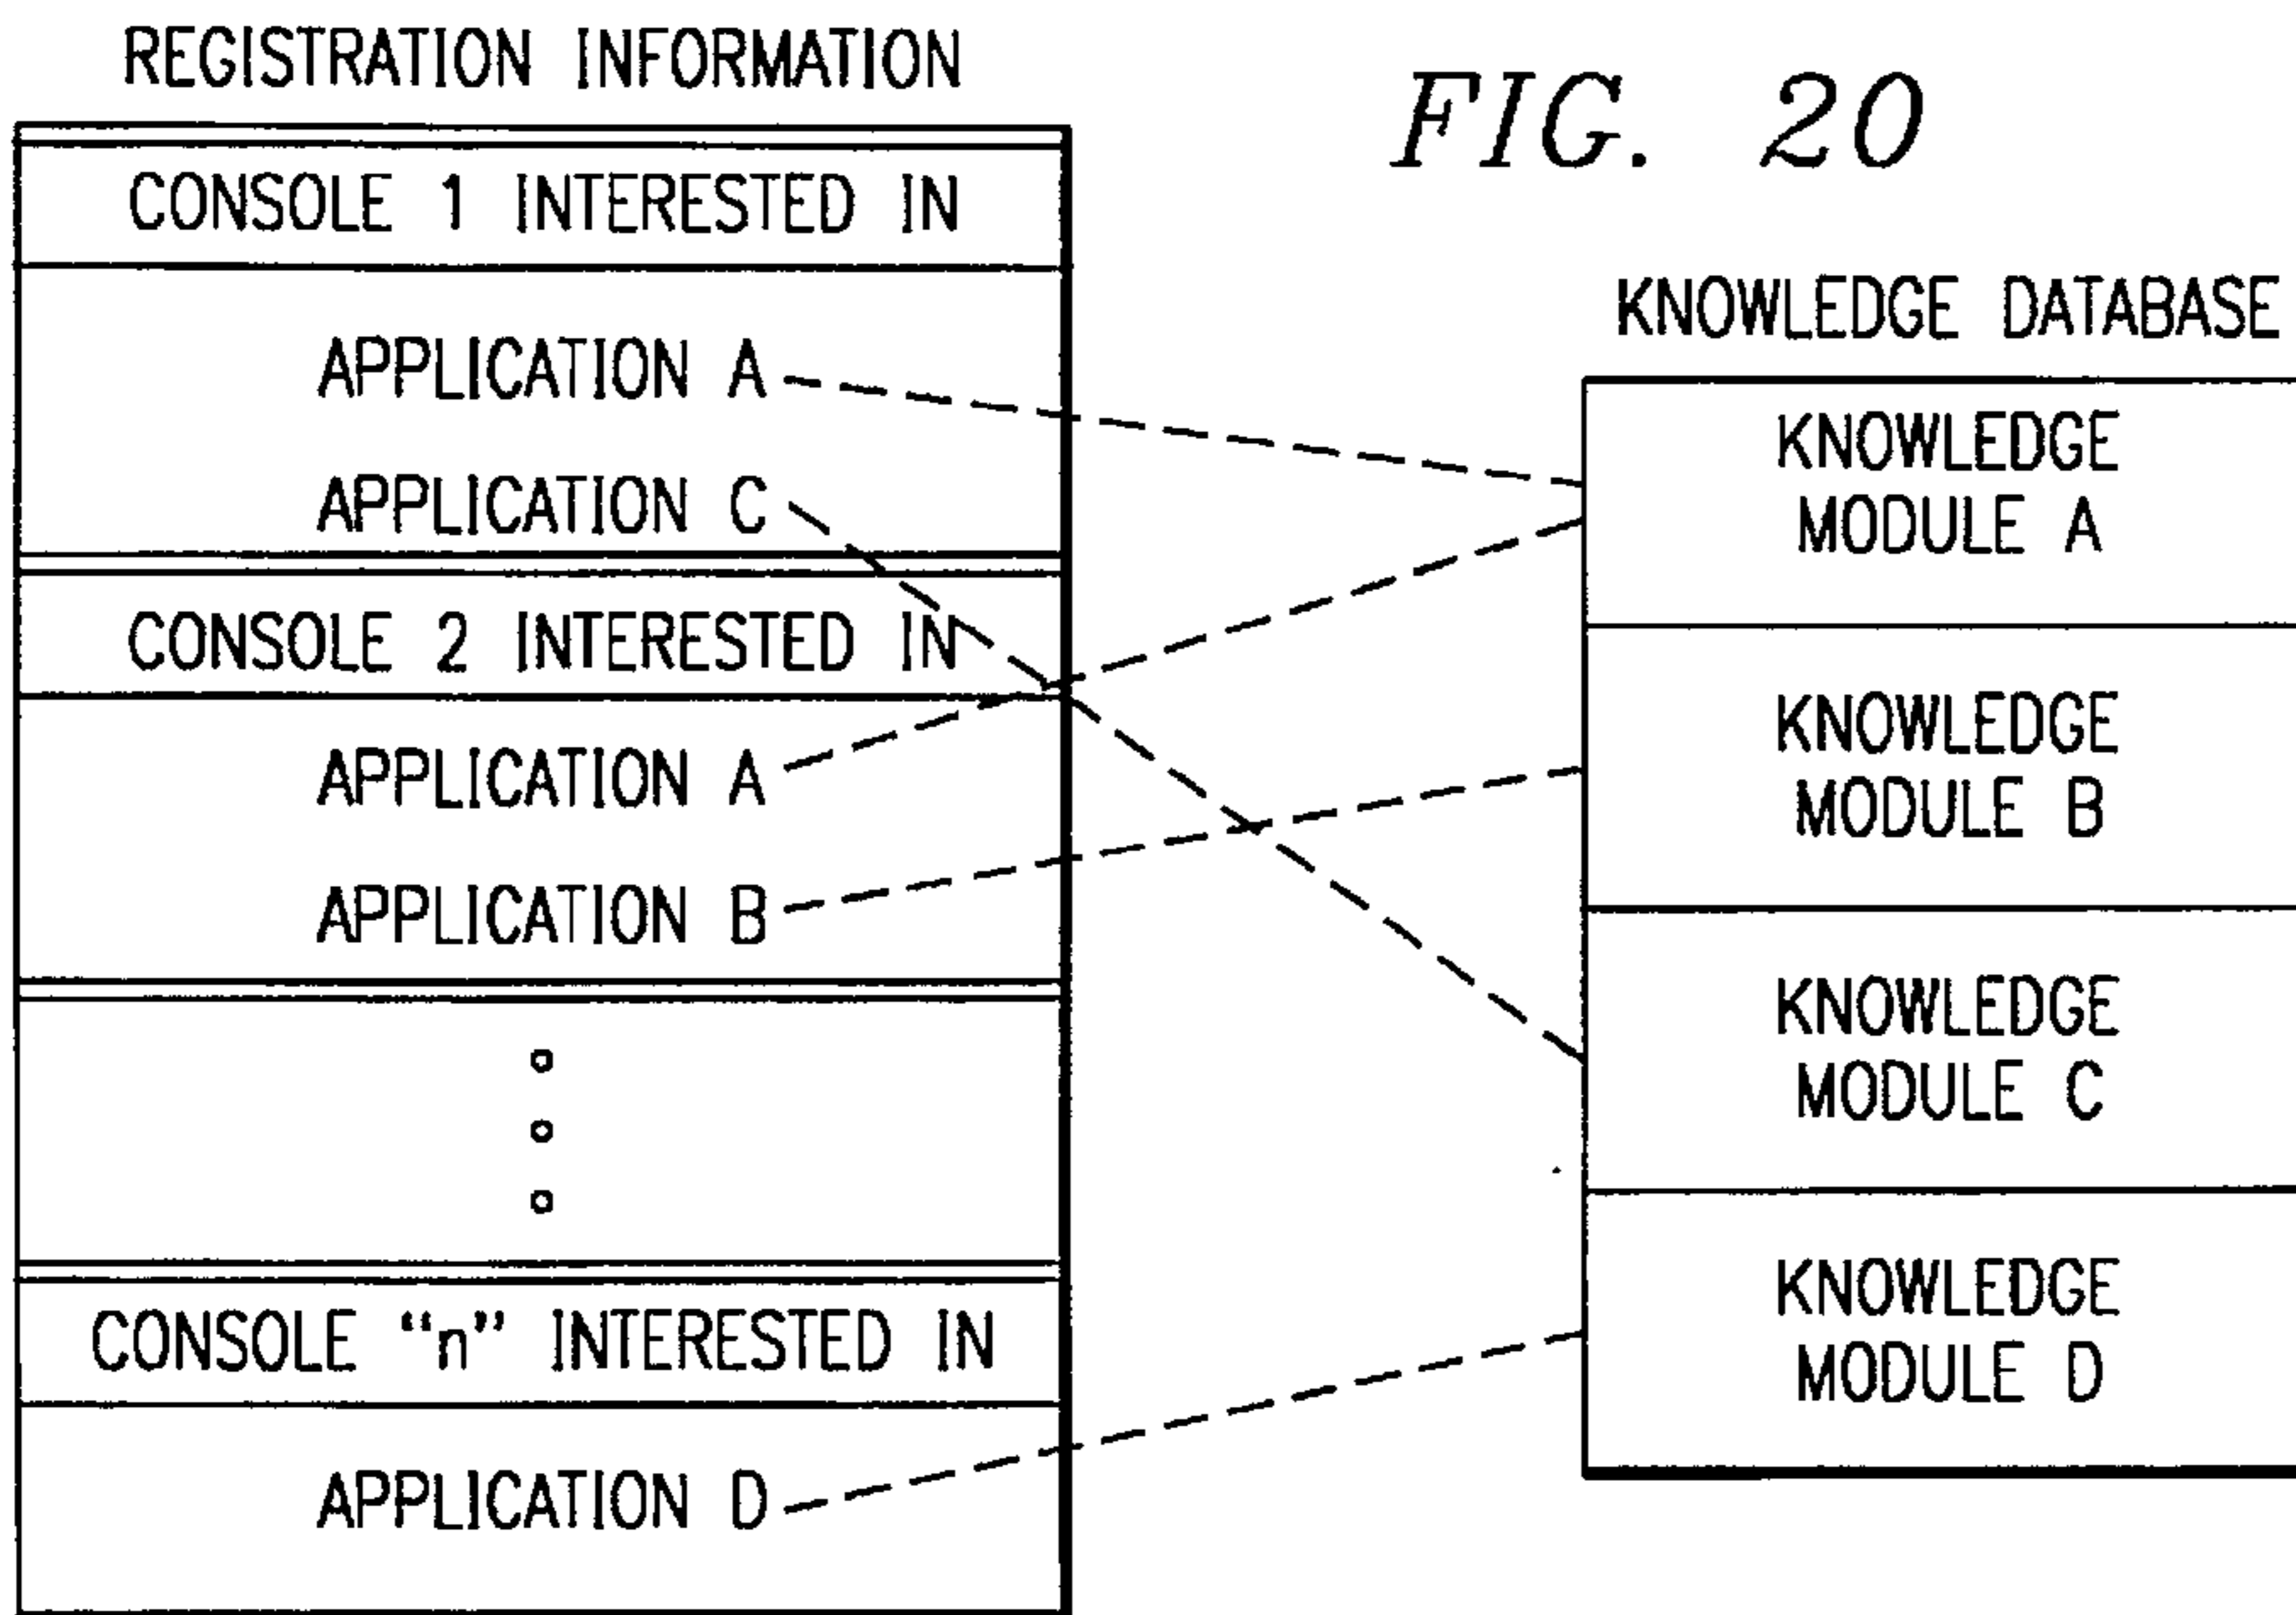 REGISTRATION INFORMATION
FIG. 20
CONSOLE 1 INTERESTED IN
APPLICATION A
APPLICATION C
CONSOLE 2 INTERESTED IN
APPLICATION A
APPLICATION B
CONSOLE “n” INTERESTED IN
APPLICATION D
KNOWLEDGE DATABASE
KNOWLEDGE
MODULE A
KNOWLEDGE
MODULE B
KNOWLEDGE
MODULE C
KNOWLEDGE
MODULE D